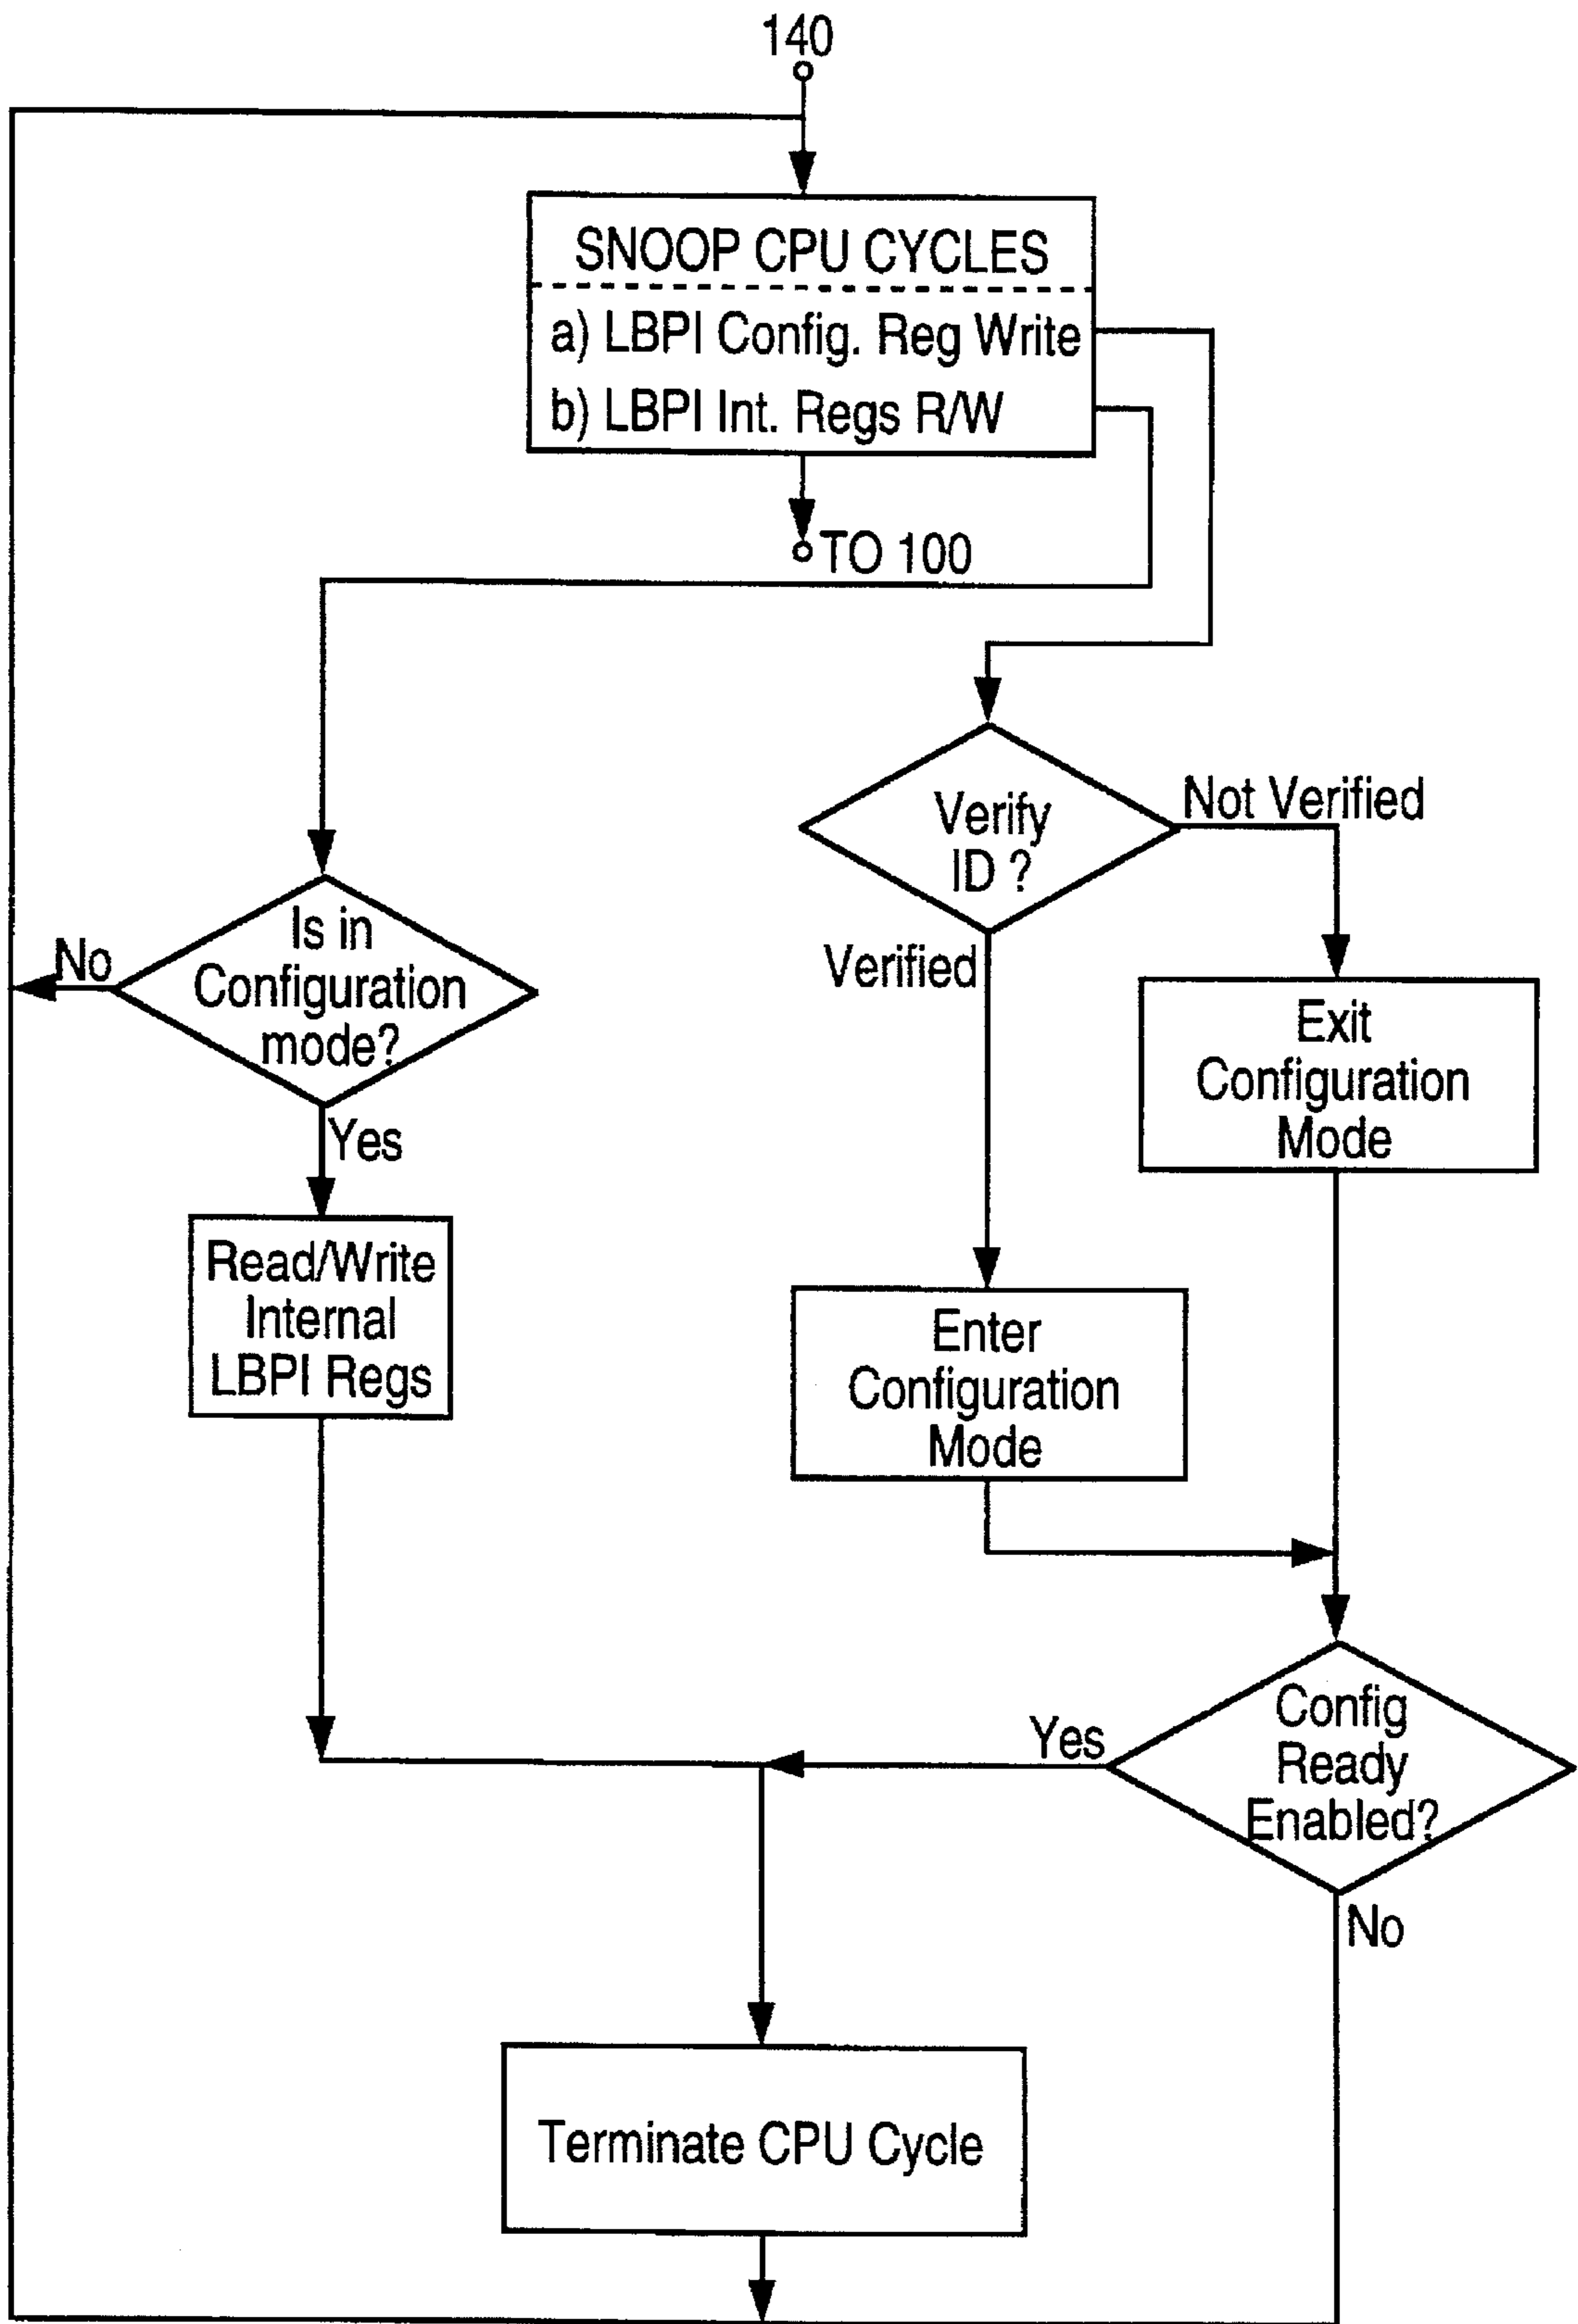 140
SNOOP CPU CYCLES
a) LBPI Config. Reg Write
b) LBPI Int. Regs R/W
TO 100
Verify
ID ?
Not Verified
Verified
Is in
Configuration
mode?
No
Yes
Exit
Configuration
Mode
Read/Write
Internal
LBPI Regs
Enter
Configuration
Mode
Config
Ready
Enabled?
Yes
No
Terminate CPU Cycle